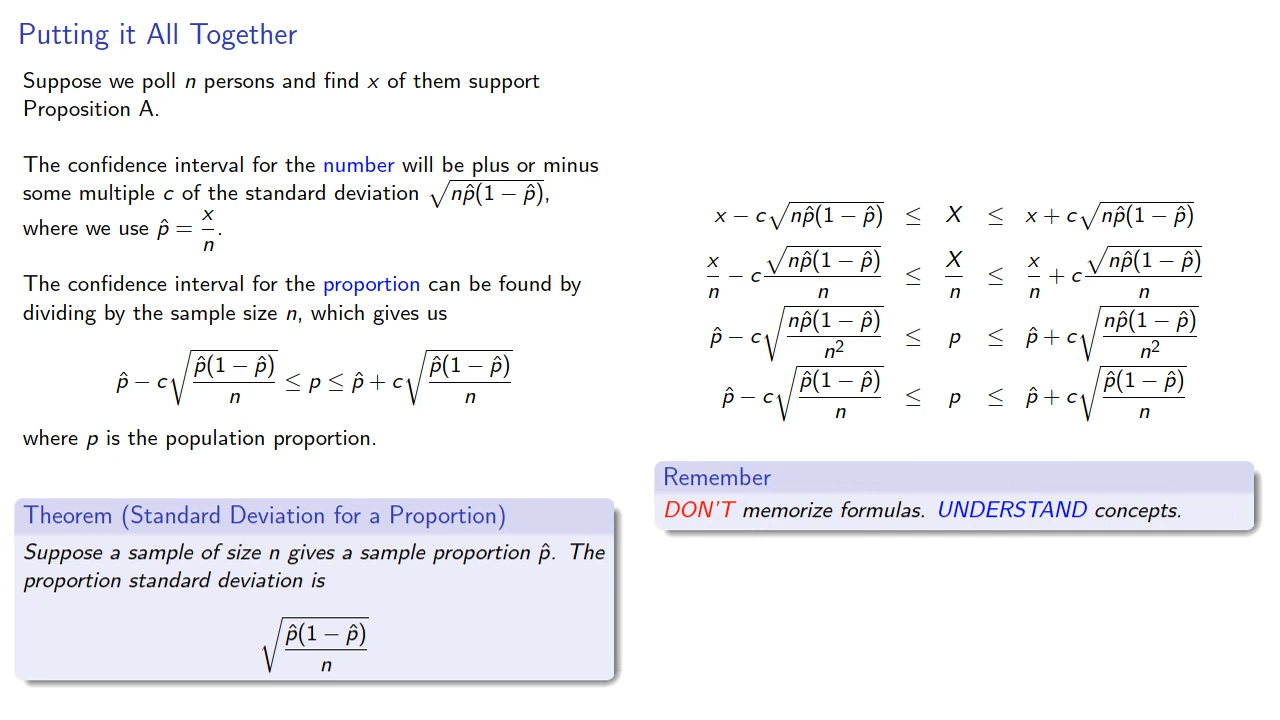 Putting it All Together
Suppose we poll n persons and find x of them support
Proposition A.
The confidence interval for the number will be plus or minus
some multiple c of the standard deviation √(np̂(1 − p̂)),
where we use p̂ = x/n.
The confidence interval for the proportion can be found by
dividing by the sample size n, which gives us
p̂ − c√(p̂(1 − p̂)/n) ≤ p ≤ p̂ + c√(p̂(1 − p̂)/n)
where p is the population proportion.
Theorem (Standard Deviation for a Proportion)
Suppose a sample of size n gives a sample proportion p̂. The
proportion standard deviation is
√(p̂(1 − p̂)/n)
x − c√(np̂(1 − p̂)) ≤ X ≤ x + c√(np̂(1 − p̂))
x/n − c √(np̂(1 − p̂))/n ≤ X/n ≤ x/n + c √(np̂(1 − p̂))/n
p̂ − c√(np̂(1 − p̂)/n²) ≤ p ≤ p̂ + c√(np̂(1 − p̂)/n²)
p̂ − c√(p̂(1 − p̂)/n) ≤ p ≤ p̂ + c√(p̂(1 − p̂)/n)
Remember
DON'T memorize formulas. UNDERSTAND concepts.